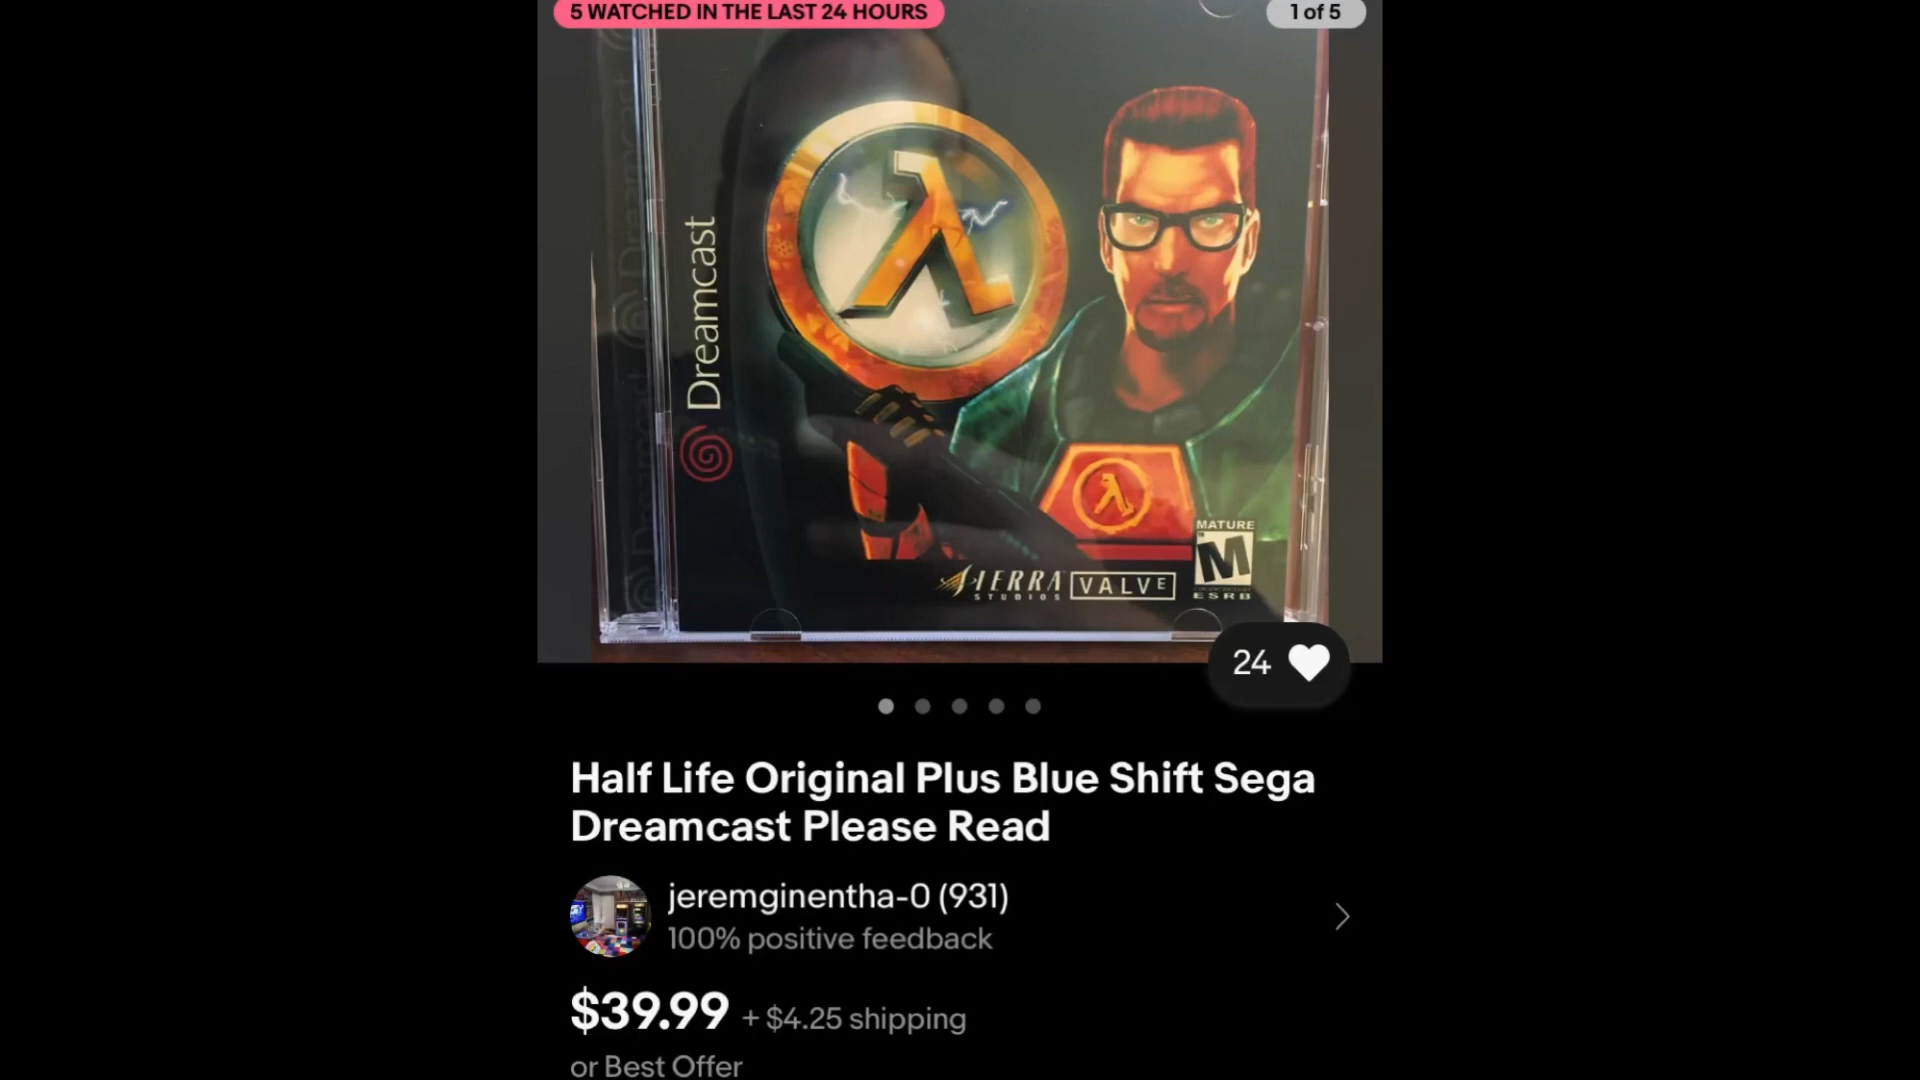 5 WATCHED IN THE LAST 24 HOURS
1 of 5
Dreamcast
SIERRA
STUDIOS
VALVE
MATURE
M
ESRB
24
Half Life Original Plus Blue Shift Sega
Dreamcast Please Read
jeremginentha-0 (931)
100% positive feedback
$39.99 + $4.25 shipping
or Best Offer